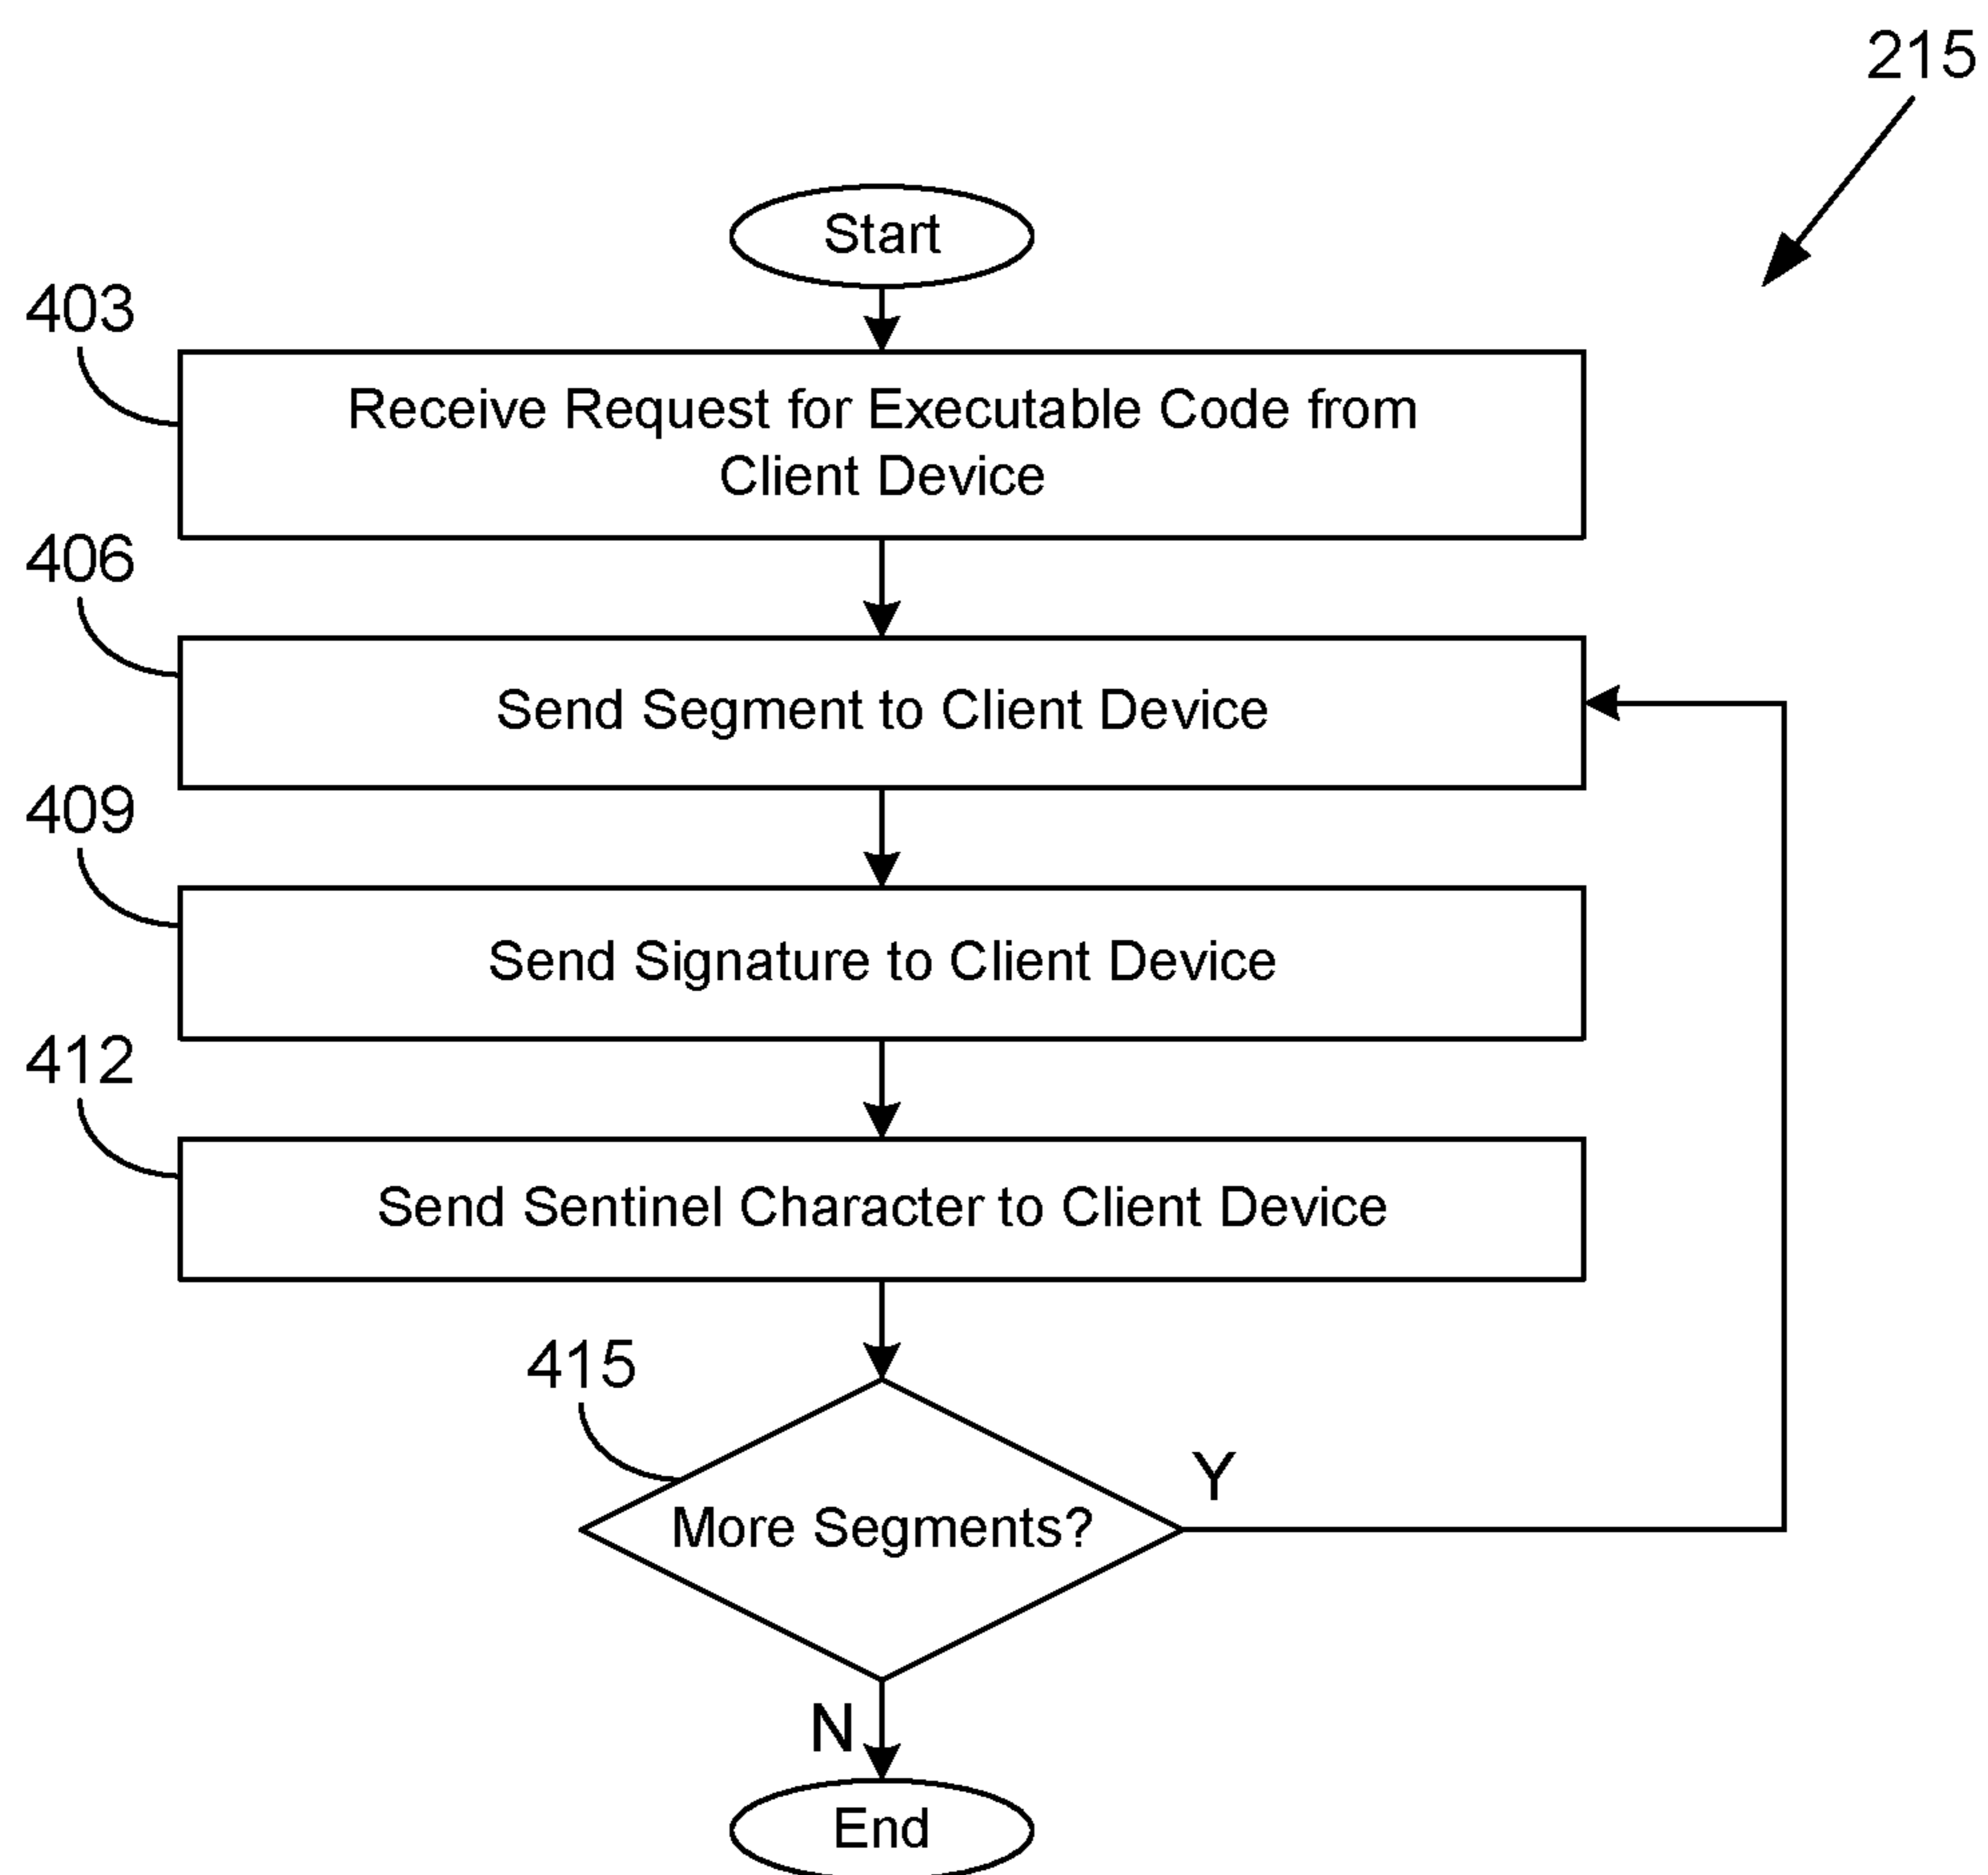 215
Start
403
Receive Request for Executable Code from
Client Device
406
Send Segment to Client Device
409
Send Signature to Client Device
412
Send Sentinel Character to Client Device
415
More Segments?
Y
N
End